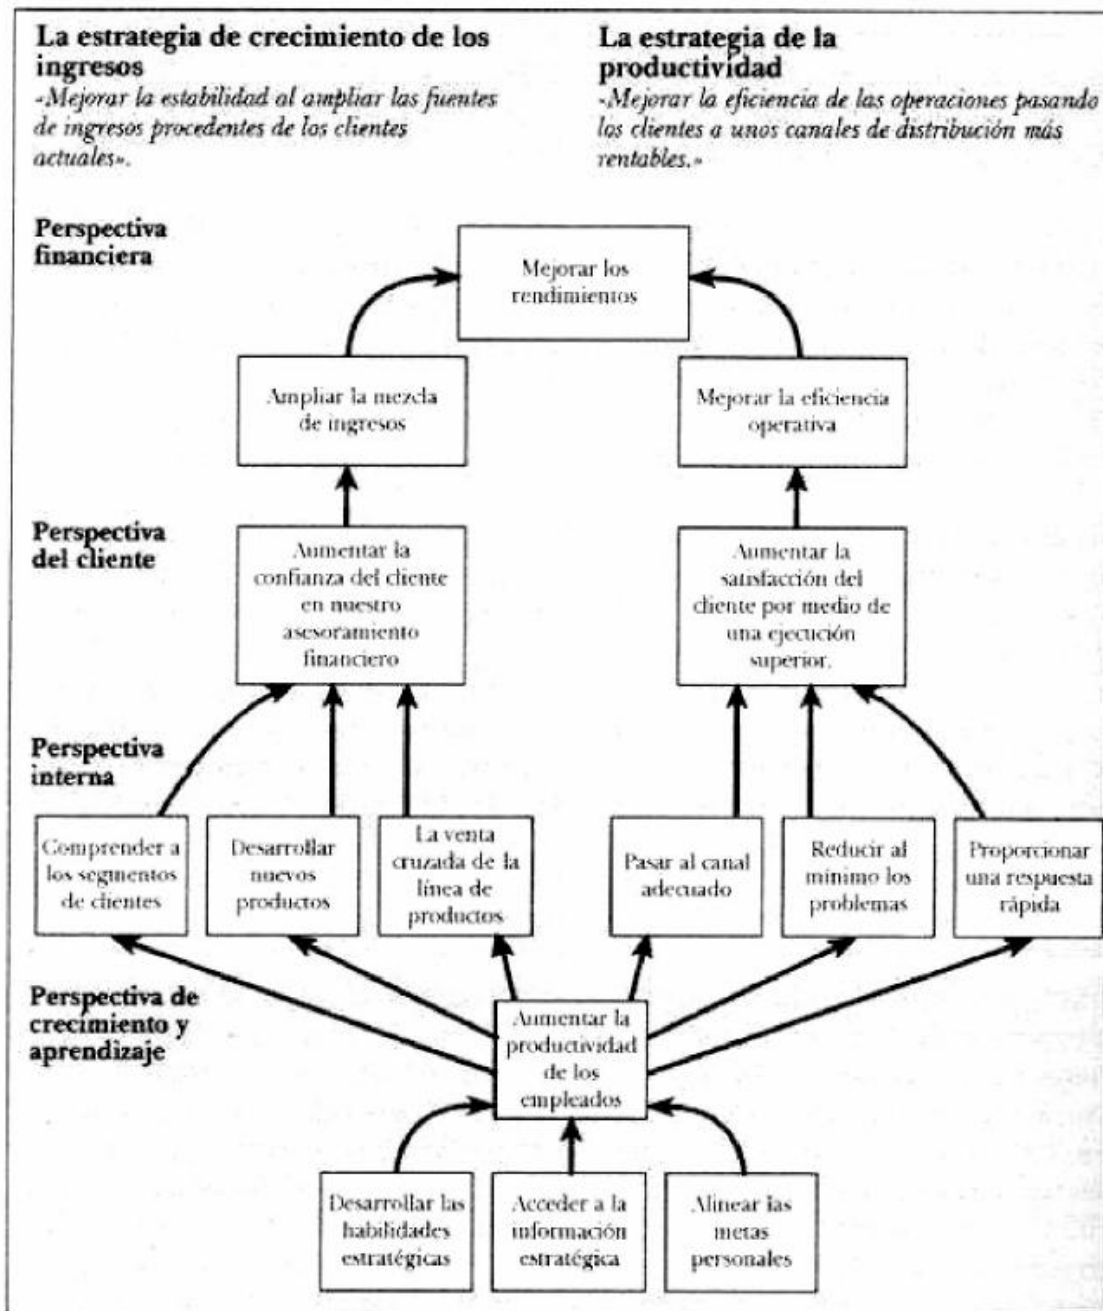 La estrategia de crecimiento de los
ingresos
«Mejorar la estabilidad al ampliar las fuentes
de ingresos procedentes de los clientes
actuales».
La estrategia de la
productividad
«Mejorar la eficiencia de las operaciones pasando
los clientes a unos canales de distribución más
rentables.»
Perspectiva
financiera
Mejorar los
rendimientos
Ampliar la mezcla
de ingresos
Mejorar la eficiencia
operativa
Perspectiva
del cliente
Aumentar la
confianza del cliente
en nuestro
asesoramiento
financiero
Aumentar la
satisfacción del
cliente por medio de
una ejecución
superior.
Perspectiva
interna
Comprender a
los segmentos
de clientes
Desarrollar
nuevos
productos
La venta
cruzada de la
línea de
productos
Pasar al canal
adecuado
Reducir al
mínimo los
problemas
Proporcionar
una respuesta
rápida
Perspectiva de
crecimiento y
aprendizaje
Aumentar la
productividad
de los
empleados
Desarrollar las
habilidades
estratégicas
Acceder a la
información
estratégica
Alinear las
metas
personales